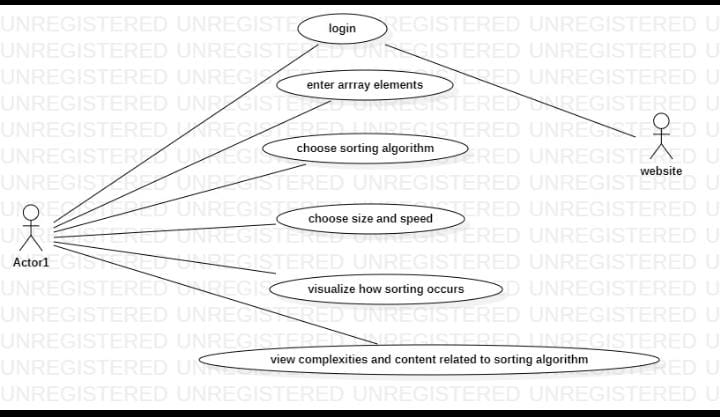 UNREGISTERED UNREGISTERED UNREGISTERED UNREGISTERED U
login
enter arrray elements
choose sorting algorithm
website
choose size and speed
Actor1
visualize how sorting occurs
view complexities and content related to sorting algorithm